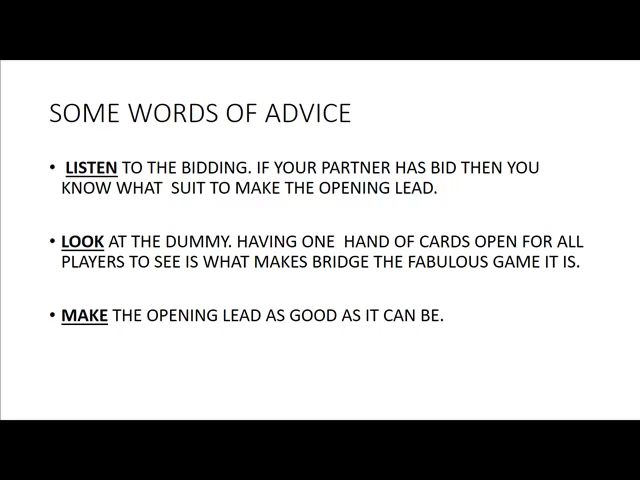 SOME WORDS OF ADVICE
• LISTEN TO THE BIDDING. IF YOUR PARTNER HAS BID THEN YOU
KNOW WHAT SUIT TO MAKE THE OPENING LEAD.
• LOOK AT THE DUMMY. HAVING ONE HAND OF CARDS OPEN FOR ALL
PLAYERS TO SEE IS WHAT MAKES BRIDGE THE FABULOUS GAME IT IS.
• MAKE THE OPENING LEAD AS GOOD AS IT CAN BE.